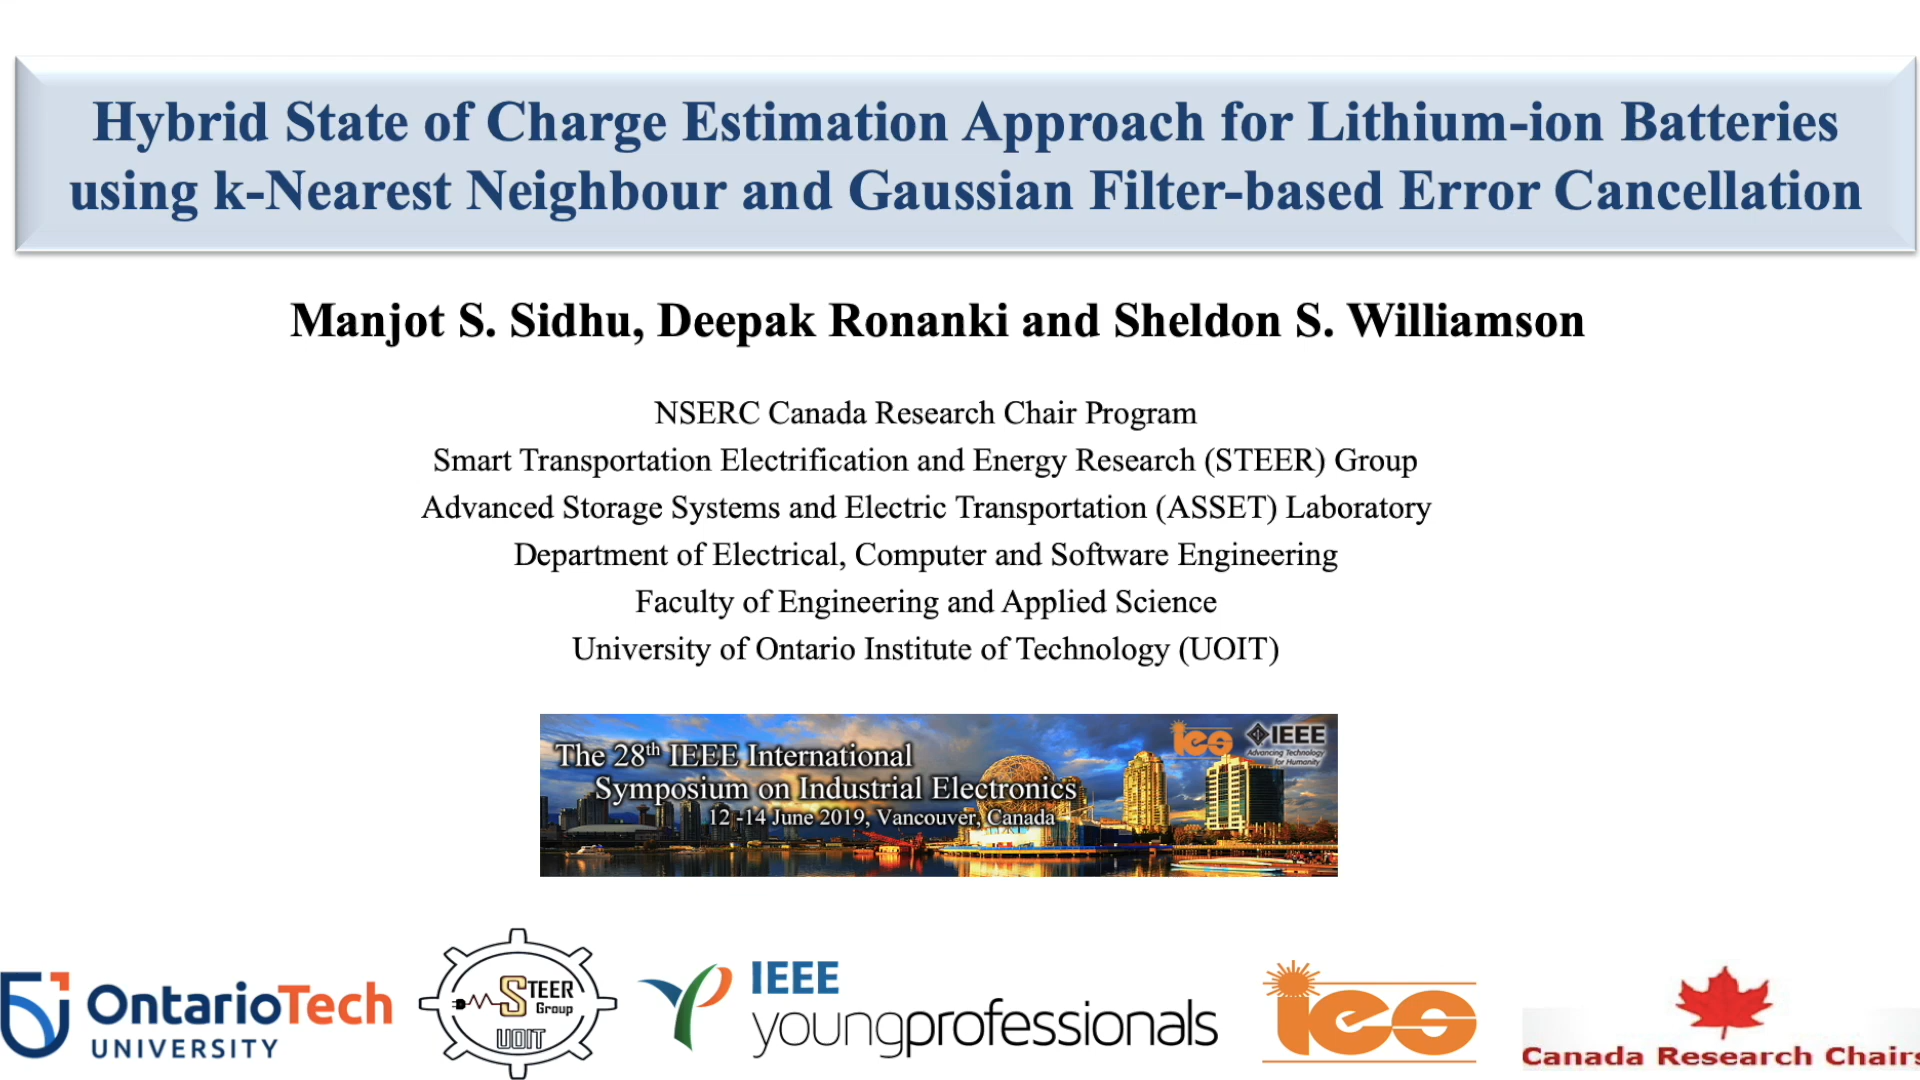 Hybrid State of Charge Estimation Approach for Lithium-ion Batteries
using k-Nearest Neighbour and Gaussian Filter-based Error Cancellation
Manjot S. Sidhu, Deepak Ronanki and Sheldon S. Williamson
NSERC Canada Research Chair Program
Smart Transportation Electrification and Energy Research (STEER) Group
Advanced Storage Systems and Electric Transportation (ASSET) Laboratory
Department of Electrical, Computer and Software Engineering
Faculty of Engineering and Applied Science
University of Ontario Institute of Technology (UOIT)
The 28th IEEE International
Symposium on Industrial Electronics
12 -14 June 2019, Vancouver, Canada
ies
IEEE
Advancing Technology
for Humanity
OntarioTech
UNIVERSITY
STEER
Group
UOIT
IEEE
youngprofessionals
ies
Canada Research Chairs